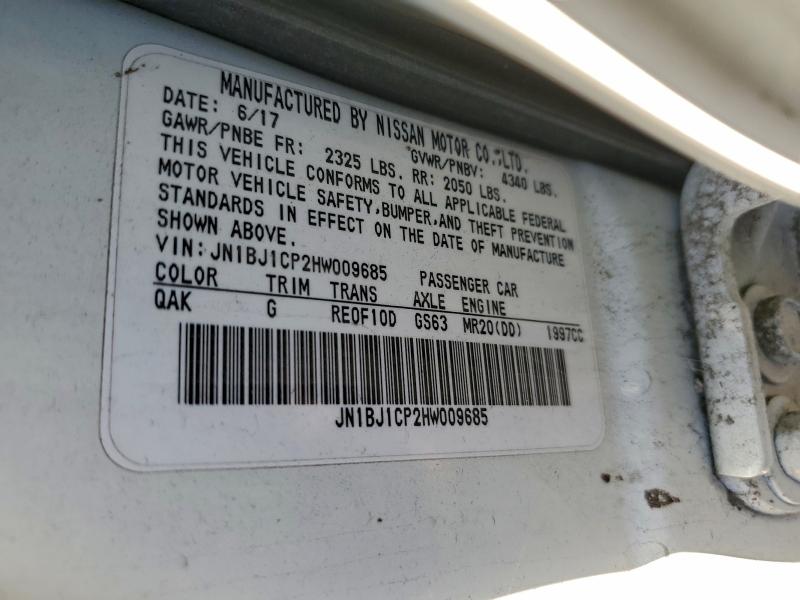 MANUFACTURED BY NISSAN MOTOR CO.,LTD.
DATE: 6/17 GVWR/PNBV: 4340 LBS.
GAWR/PNBE FR: 2325 LBS. RR: 2050 LBS.
THIS VEHICLE CONFORMS TO ALL APPLICABLE FEDERAL
MOTOR VEHICLE SAFETY,BUMPER,AND THEFT PREVENTION
STANDARDS IN EFFECT ON THE DATE OF MANUFACTURE
SHOWN ABOVE.
VIN:JN1BJ1CP2HW009685 PASSENGER CAR
COLOR TRIM TRANS AXLE ENGINE
QAK G RE0F10D GS63 MR20(DD) 1997CC
JN1BJ1CP2HW009685